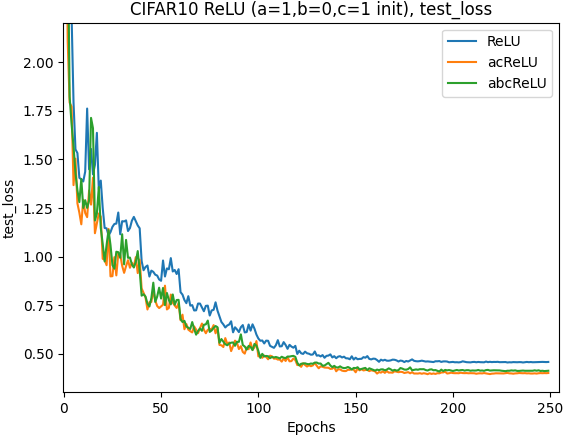 CIFAR10 ReLU (a=1,b=0,c=1 init), test_loss
ReLU
acReLU
abcReLU
2.00
1.75
1.50
1.25
1.00
0.75
0.50
test_loss
0 50 100 150 200 250
Epochs